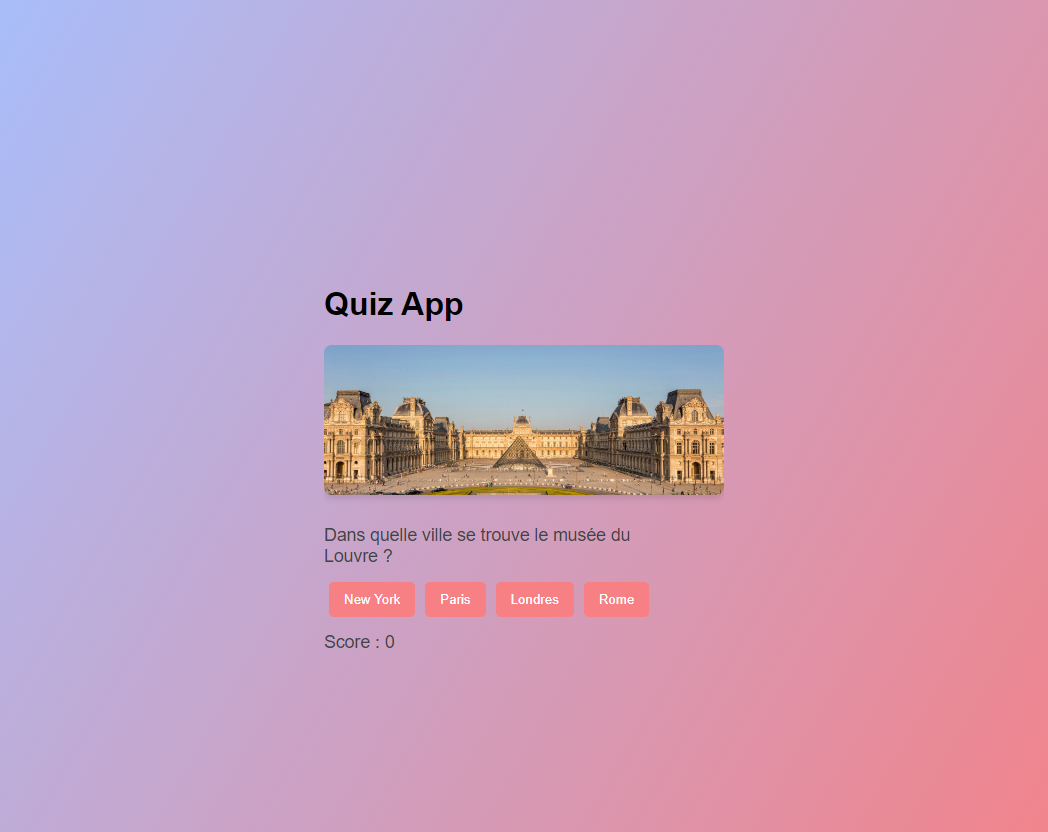 Quiz App
Dans quelle ville se trouve le musée du
Louvre ?
New York
Paris
Londres
Rome
Score : 0